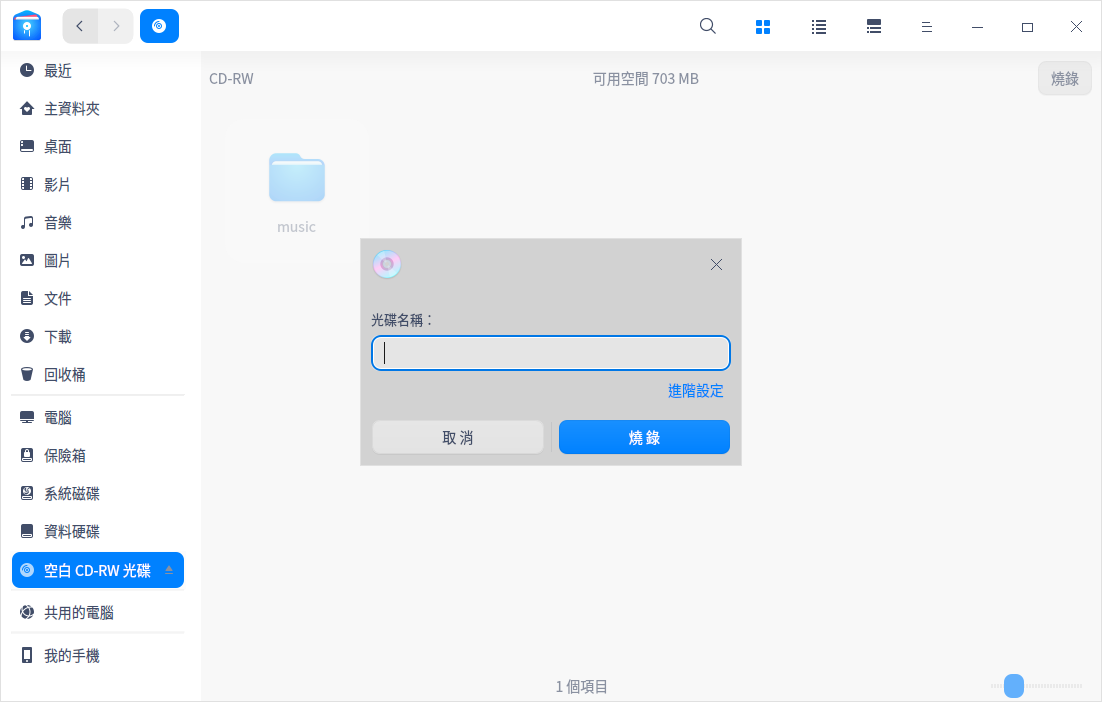 最近
主資料夾
桌面
影片
音樂
圖片
文件
下載
回收桶
電腦
保險箱
系統磁碟
資料硬碟
空白 CD-RW 光碟
共用的電腦
我的手機
CD-RW
可用空間 703 MB
燒錄
music
光碟名稱：
進階設定
取 消
燒 錄
1 個項目